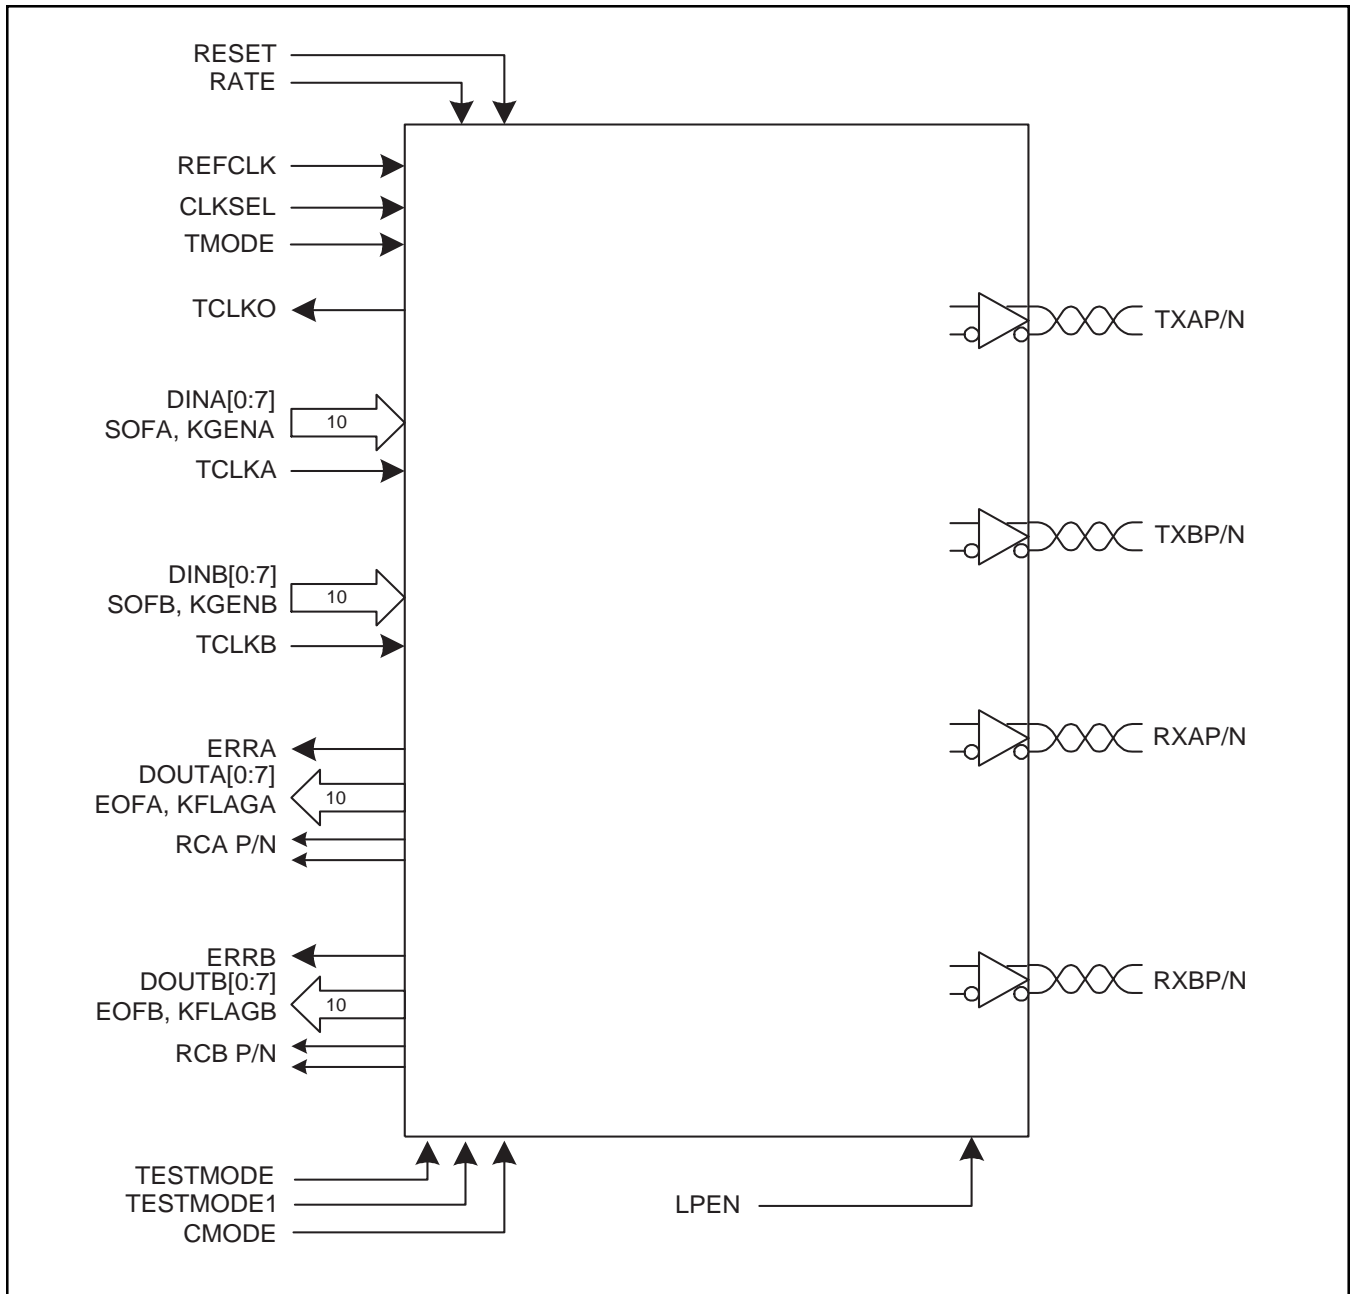 RESET
RATE
REFCLK
CLKSEL
TMODE
TCLKO
DINA[0:7]
SOFA, KGENA
10
TCLKA
DINB[0:7]
SOFB, KGENB
10
TCLKB
ERRA
DOUTA[0:7]
EOFA, KFLAGA
10
RCA P/N
ERRB
DOUTB[0:7]
EOFB, KFLAGB
10
RCB P/N
TXAP/N
TXBP/N
RXAP/N
RXBP/N
TESTMODE
TESTMODE1
CMODE
LPEN